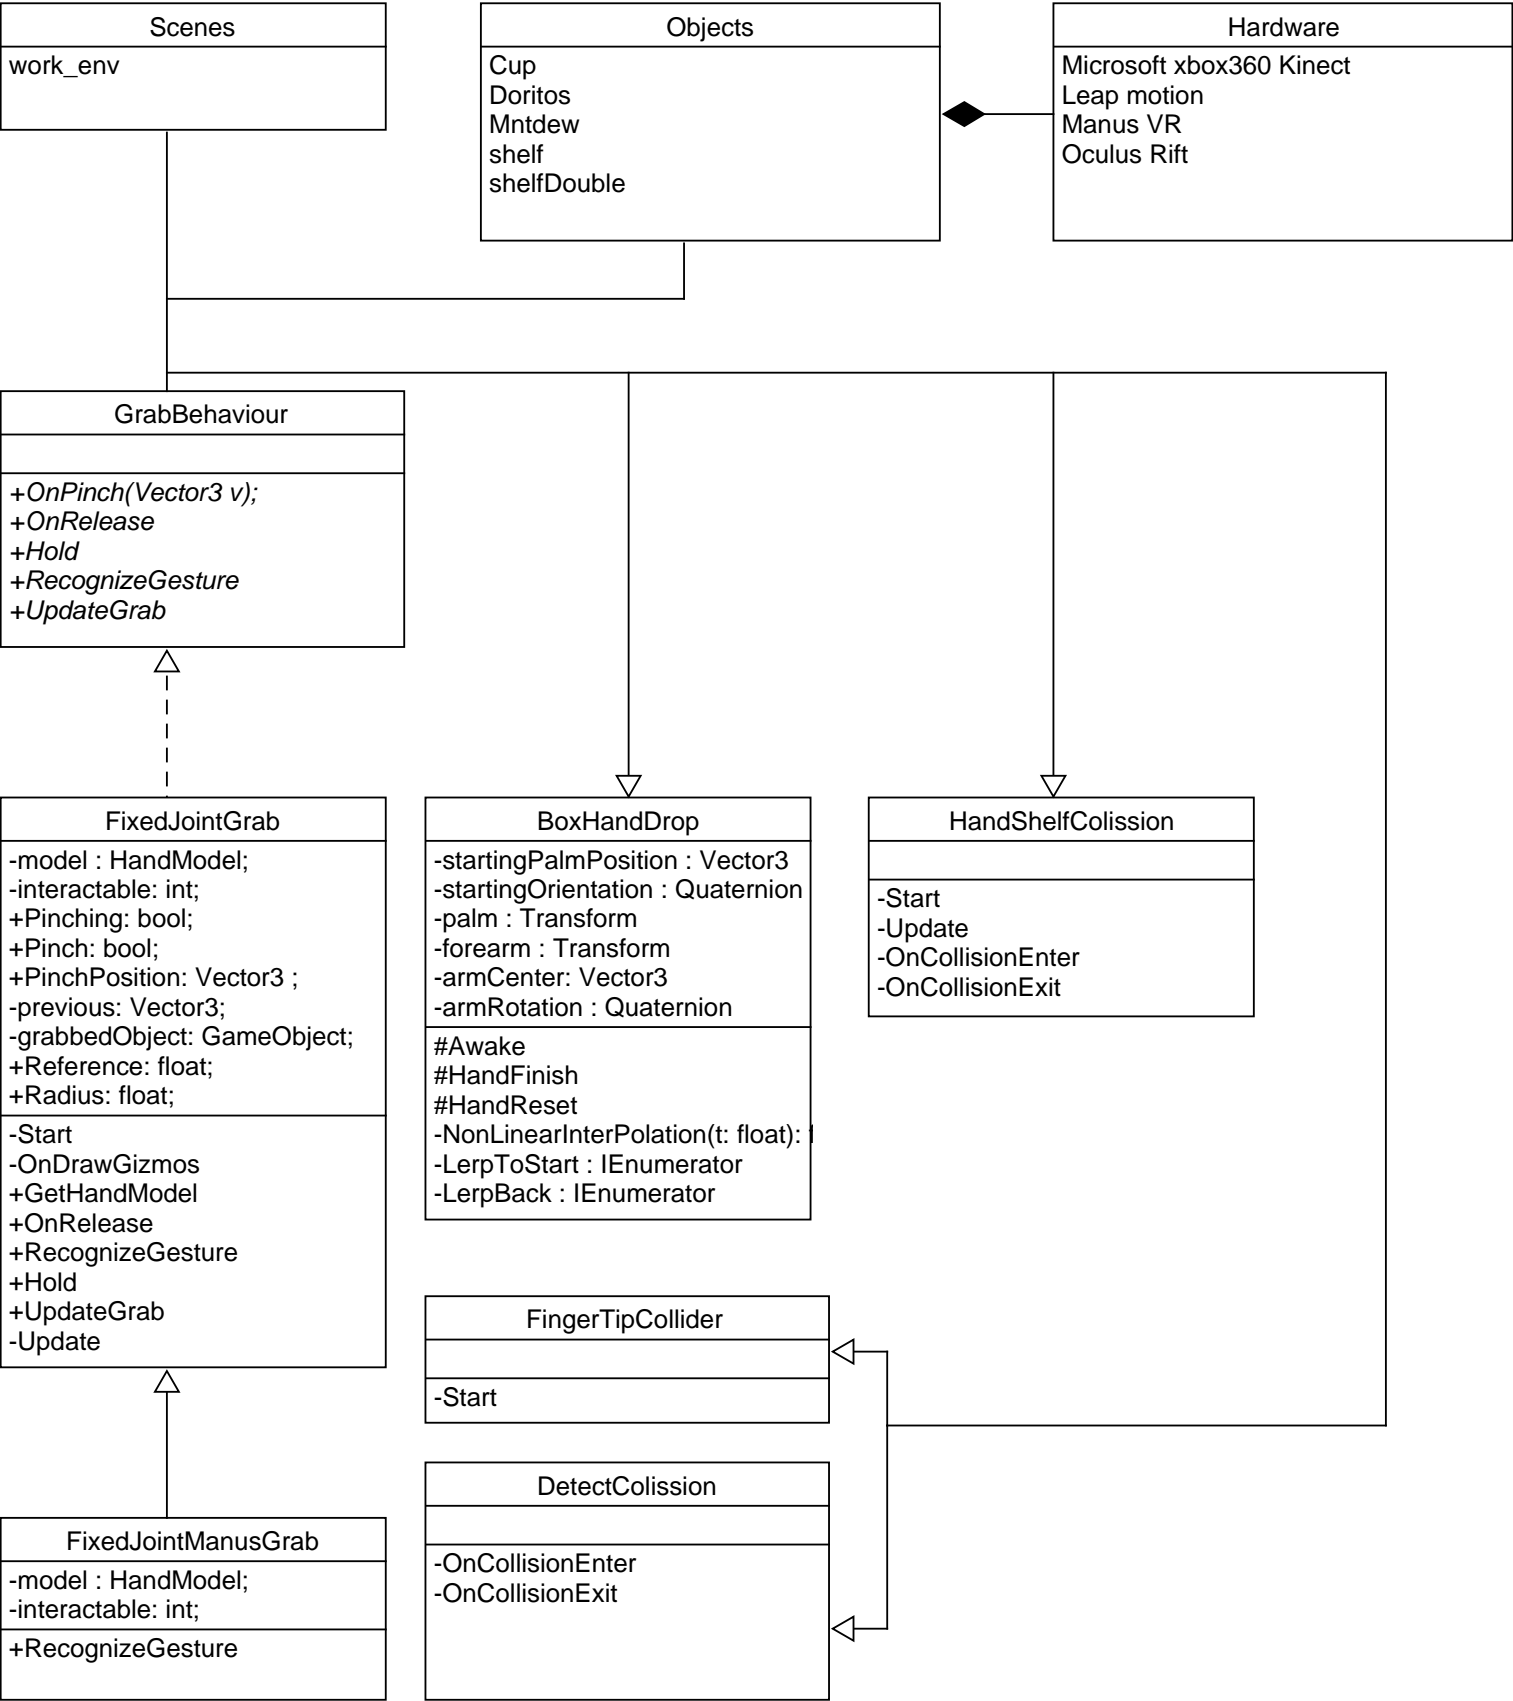 Scenes
work_env
Objects
Cup
Doritos
Mntdew
shelf
shelfDouble
Hardware
Microsoft xbox360 Kinect
Leap motion
Manus VR
Oculus Rift
GrabBehaviour
+OnPinch(Vector3 v);
+OnRelease
+Hold
+RecognizeGesture
+UpdateGrab
FixedJointGrab
-model : HandModel;
-interactable: int;
+Pinching: bool;
+Pinch: bool;
+PinchPosition: Vector3 ;
-previous: Vector3;
-grabbedObject: GameObject;
+Reference: float;
+Radius: float;
-Start
-OnDrawGizmos
+GetHandModel
+OnRelease
+RecognizeGesture
+Hold
+UpdateGrab
-Update
BoxHandDrop
-startingPalmPosition : Vector3
-startingOrientation : Quaternion
-palm : Transform
-forearm : Transform
-armCenter: Vector3
-armRotation : Quaternion
#Awake
#HandFinish
#HandReset
-NonLinearInterPolation(t: float):
-LerpToStart : IEnumerator
-LerpBack : IEnumerator
HandShelfColission
-Start
-Update
-OnCollisionEnter
-OnCollisionExit
FingerTipCollider
-Start
DetectColission
-OnCollisionEnter
-OnCollisionExit
FixedJointManusGrab
-model : HandModel;
-interactable: int;
+RecognizeGesture